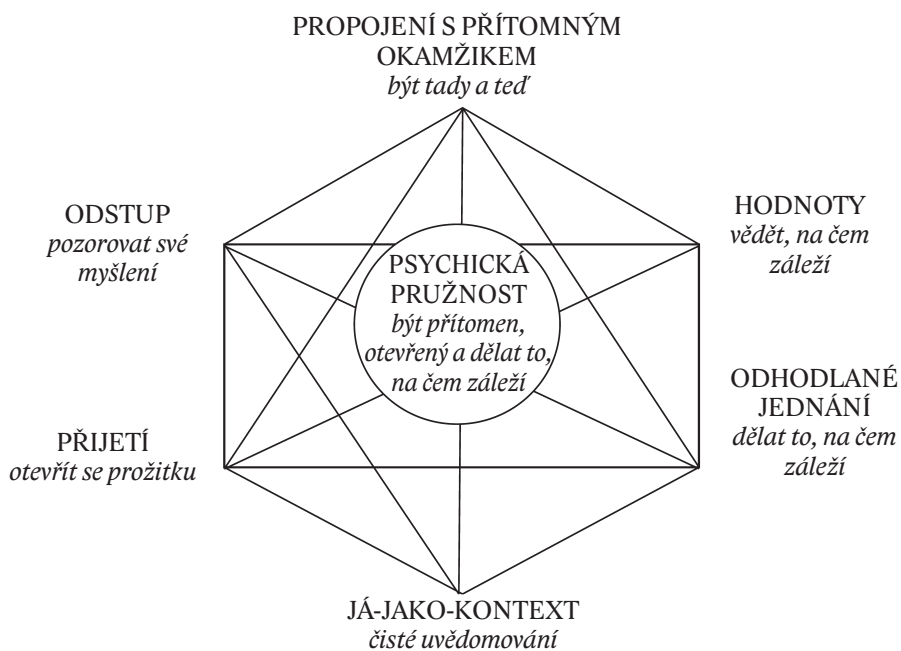 PROPOJENÍ S PŘÍTOMNÝM
OKAMŽIKEM
být tady a teď
ODSTUP
pozorovat své
myšlení
HODNOTY
vědět, na čem
záleží
PSYCHICKÁ
PRUŽNOST
být přítomen,
otevřený a dělat to,
na čem záleží
PŘIJETÍ
otevřít se prožitku
ODHODLANÉ
JEDNÁNÍ
dělat to, na čem
záleží
JÁ-JAKO-KONTEXT
čisté uvědomování